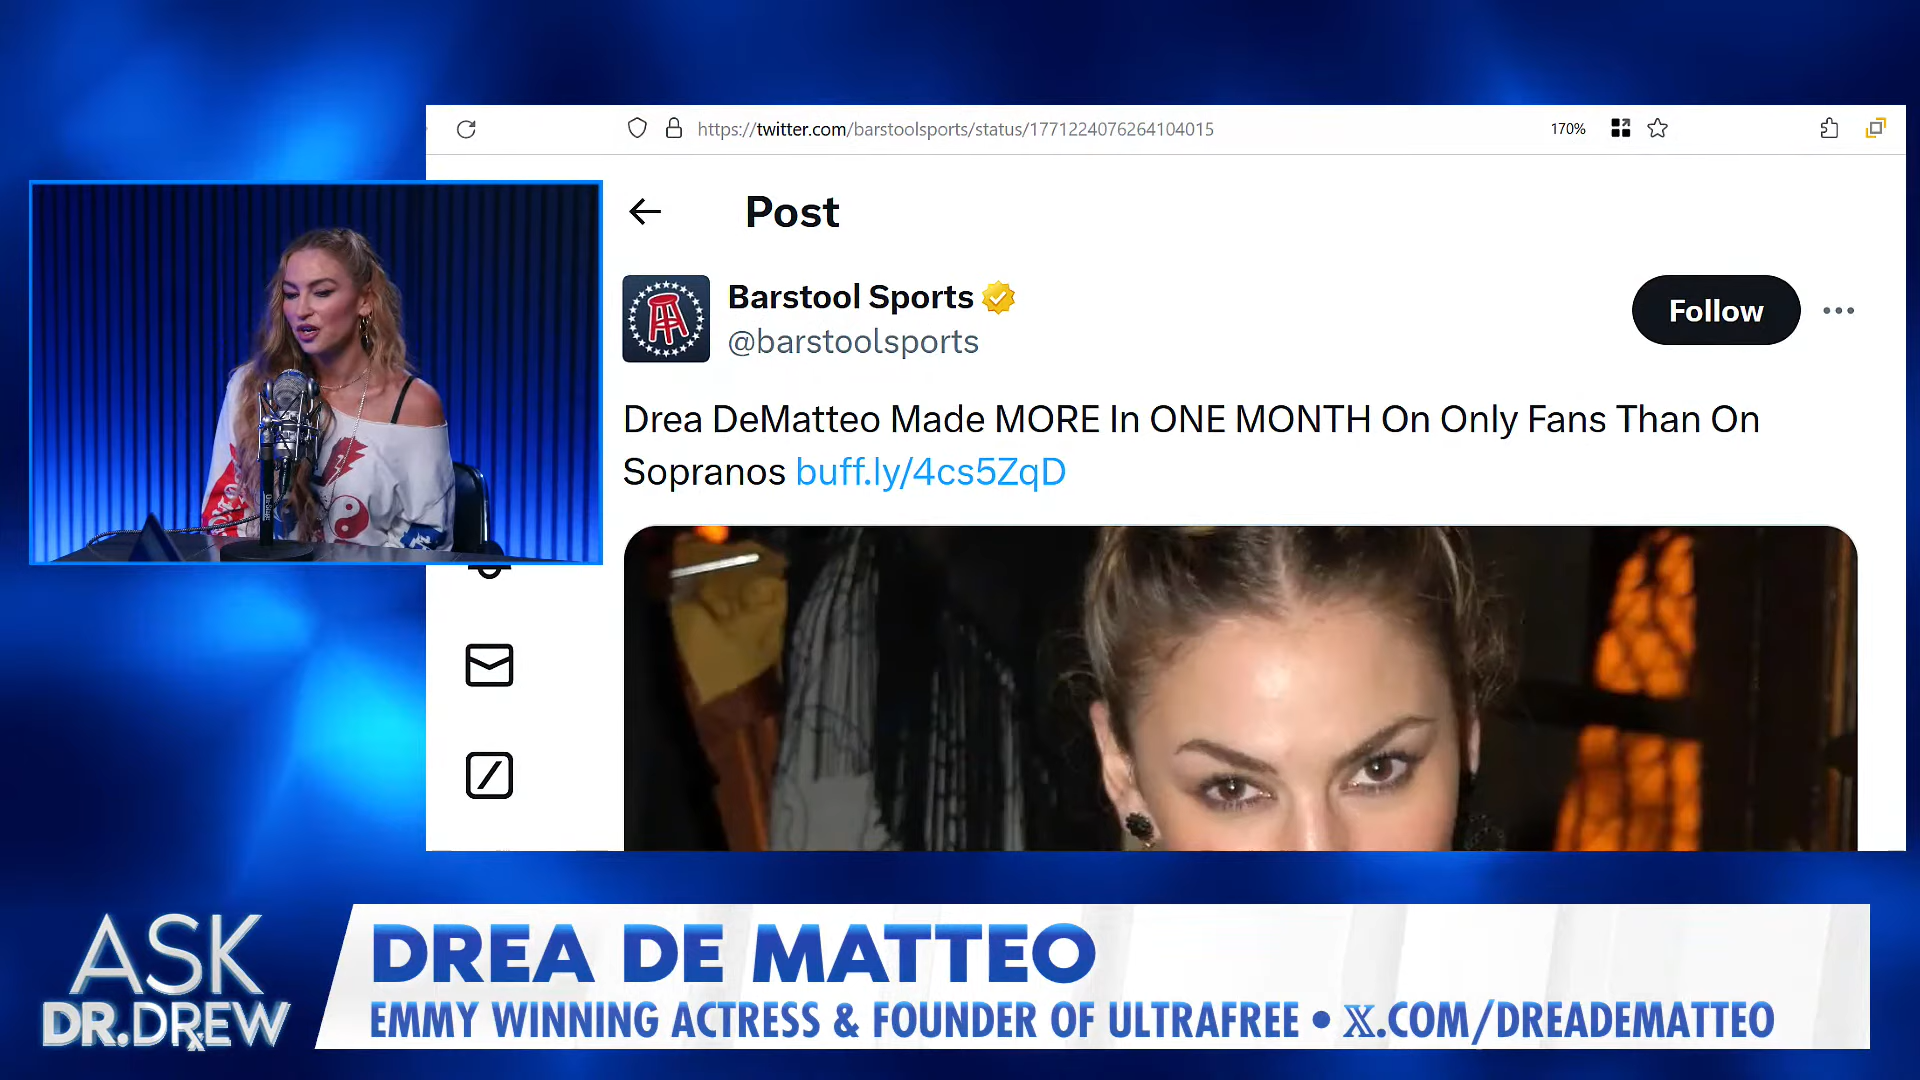 https://twitter.com/barstoolsports/status/1771224076264104015
170%
Post
Barstool Sports
@barstoolsports
Follow
Drea DeMatteo Made MORE In ONE MONTH On Only Fans Than On
Sopranos buff.ly/4cs5ZqD
ASK
DR.DREW
DREA DE MATTEO
EMMY WINNING ACTRESS & FOUNDER OF ULTRAFREE • X.COM/DREADEMATTEO